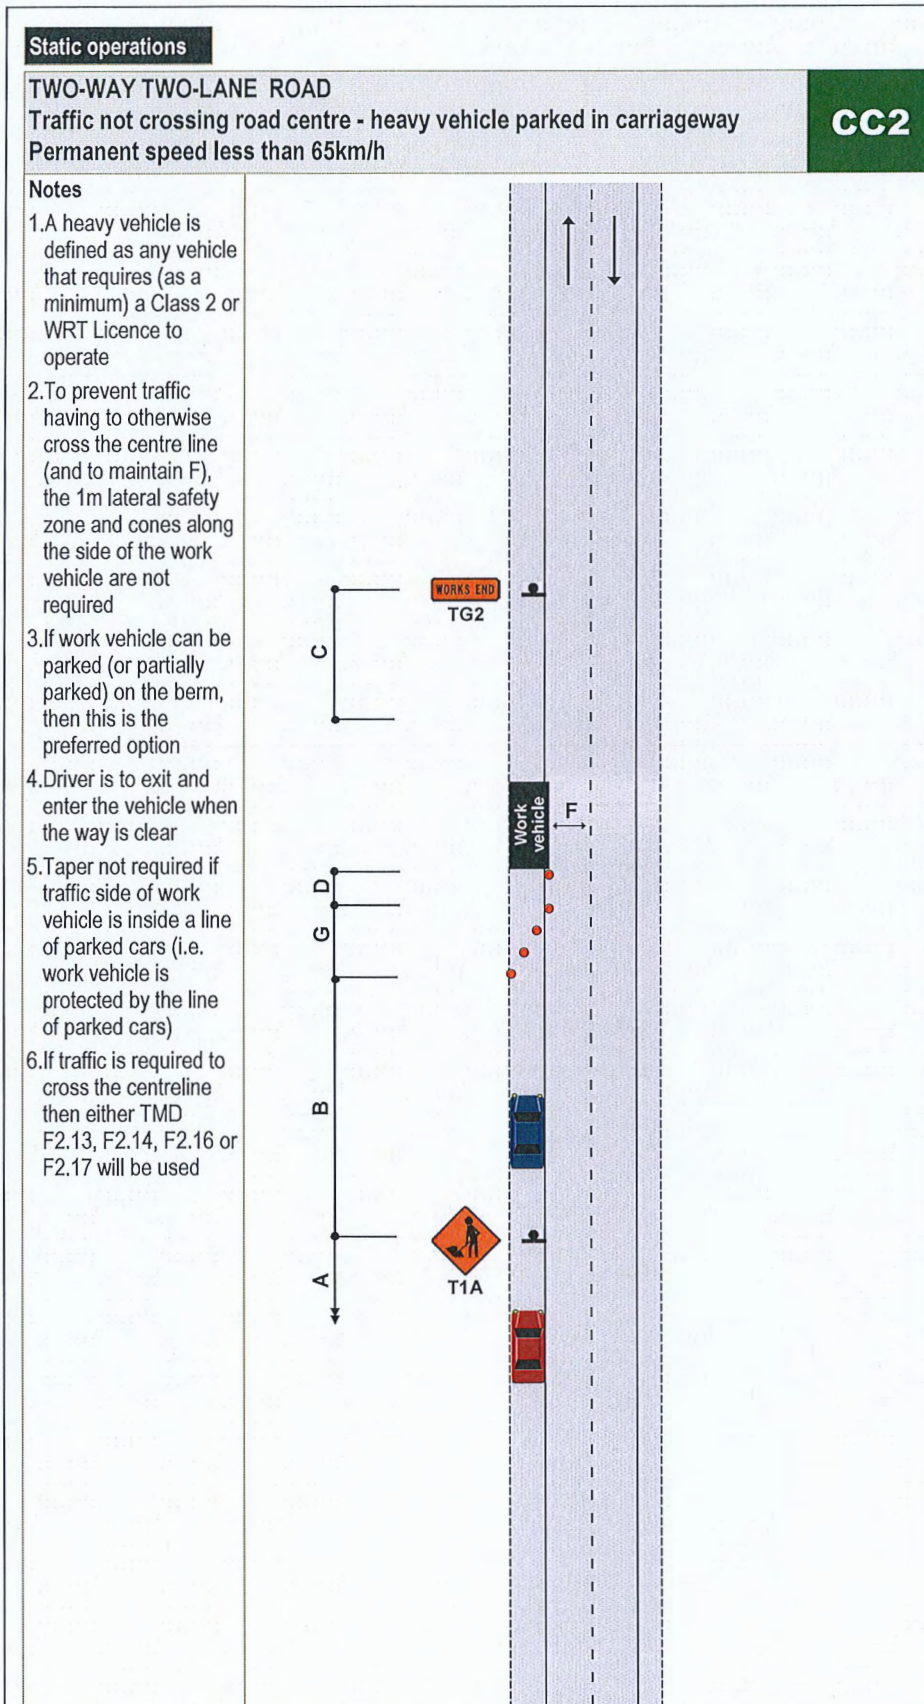 Static operations
TWO-WAY TWO-LANE ROAD
Traffic not crossing road centre - heavy vehicle parked in carriageway
Permanent speed less than 65km/h
CC2
Notes
1.A heavy vehicle is
defined as any vehicle
that requires (as a
minimum) a Class 2 or
WRT Licence to
operate
2.To prevent traffic
having to otherwise
cross the centre line
(and to maintain F),
the 1m lateral safety
zone and cones along
the side of the work
vehicle are not
required
3.If work vehicle can be
parked (or partially
parked) on the berm,
then this is the
preferred option
4.Driver is to exit and
enter the vehicle when
the way is clear
5.Taper not required if
traffic side of work
vehicle is inside a line
of parked cars (i.e.
work vehicle is
protected by the line
of parked cars)
6.If traffic is required to
cross the centreline
then either TMD
F2.13, F2.14, F2.16 or
F2.17 will be used
WORKS END
TG2
C
Work
vehicle
F
D
G
B
T1A
A